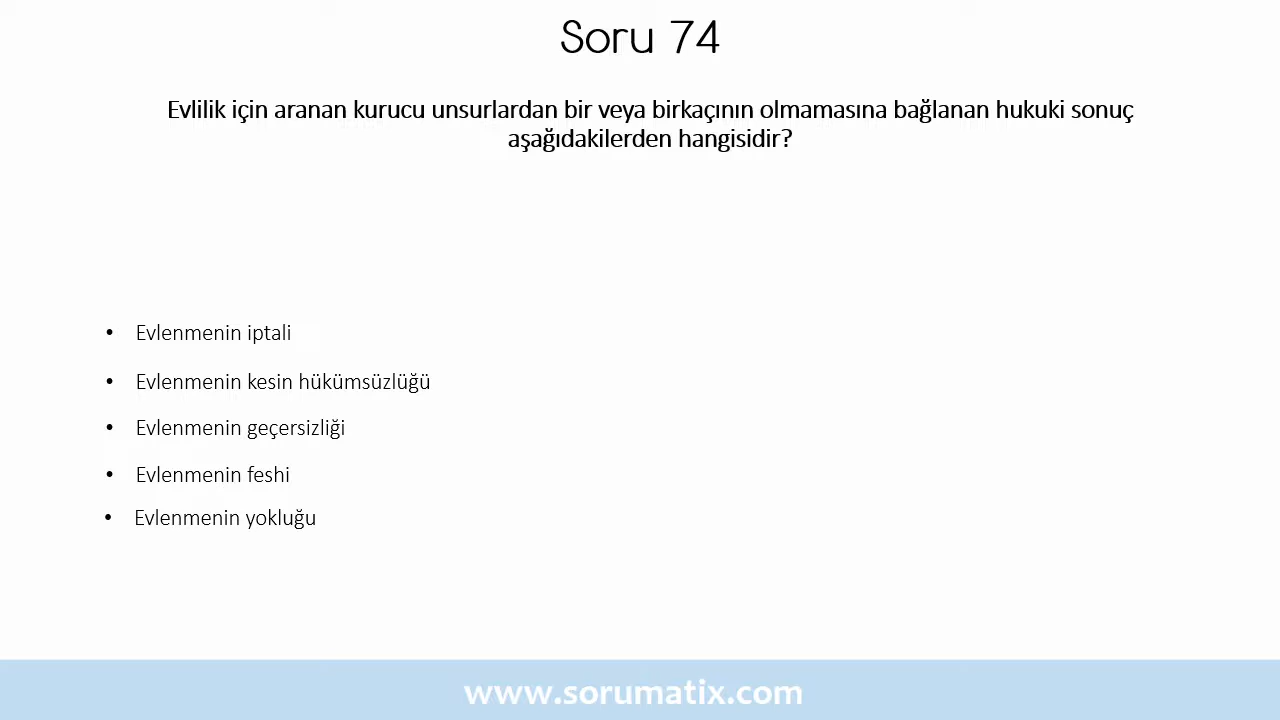 Soru 74
Evlilik için aranan kurucu unsurlardan bir veya birkaçının olmamasına bağlanan hukuki sonuç
aşağıdakilerden hangisidir?
• Evlenmenin iptali
• Evlenmenin kesin hükümsüzlüğü
• Evlenmenin geçersizliği
• Evlenmenin feshi
• Evlenmenin yokluğu
www.sorumatix.com